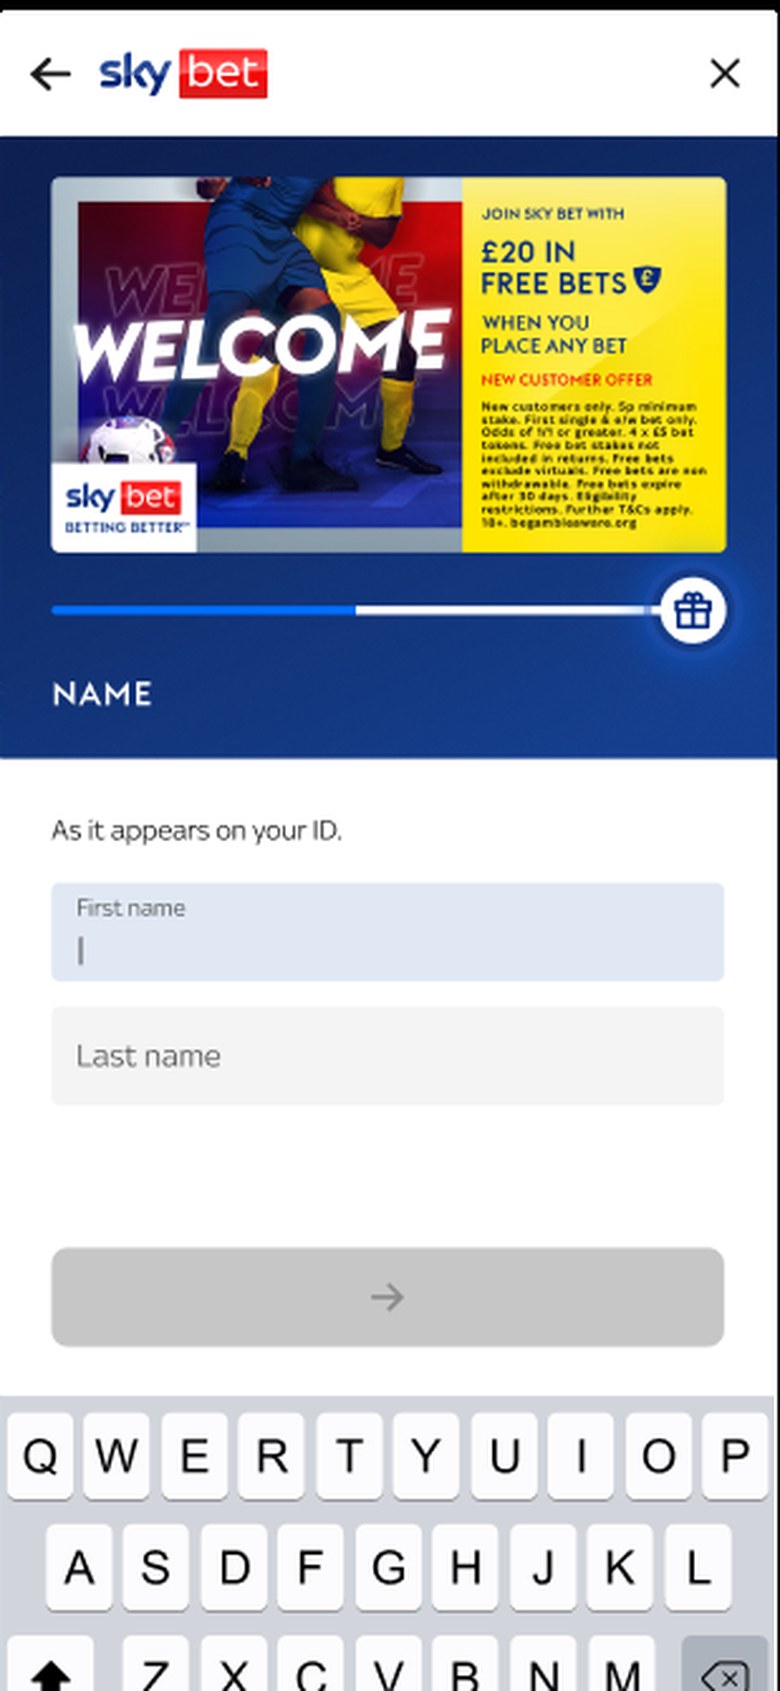 sky bet
WELCOME
WELCOME
WELCOME
sky bet
BETTING BETTER™
JOIN SKY BET WITH
£20 IN
FREE BETS £
WHEN YOU
PLACE ANY BET
NEW CUSTOMER OFFER
New customers only. 5p minimum
stake. First single & e/w bet only.
Odds of 1/1 or greater. 4 x £5 bet
tokens. Free bet stakes not
included in returns. Free bets
exclude virtuals. Free bets are non
withdrawable. Free bets expire
after 30 days. Eligibility
restrictions. Further T&Cs apply.
18+. begambleaware.org
NAME
As it appears on your ID.
First name
Last name
Q W E R T Y U I O P
A S D F G H J K L
Z X C V B N M